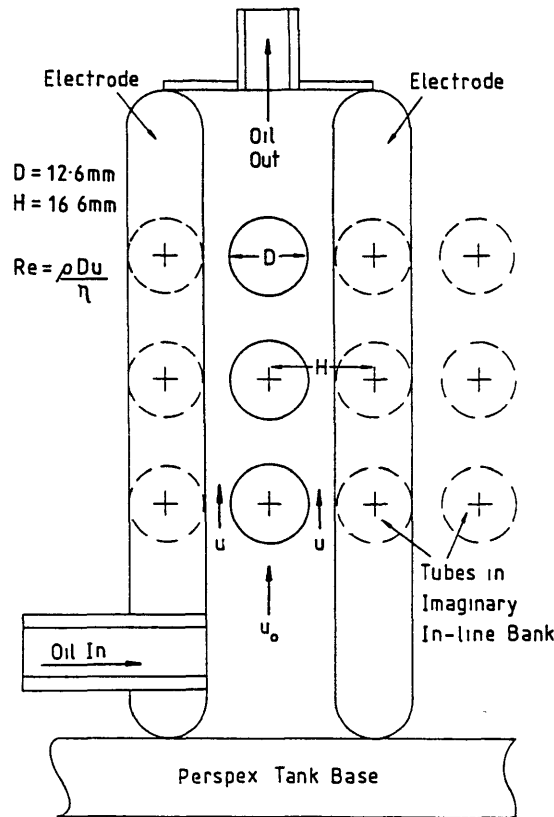 Electrode
Electrode
Oil
Out
D = 12·6mm
H = 16 6mm
D
Re = ρDu
η
H
u
u
u₀
Tubes in
Imaginary
In-line Bank
Oil In
Perspex Tank Base